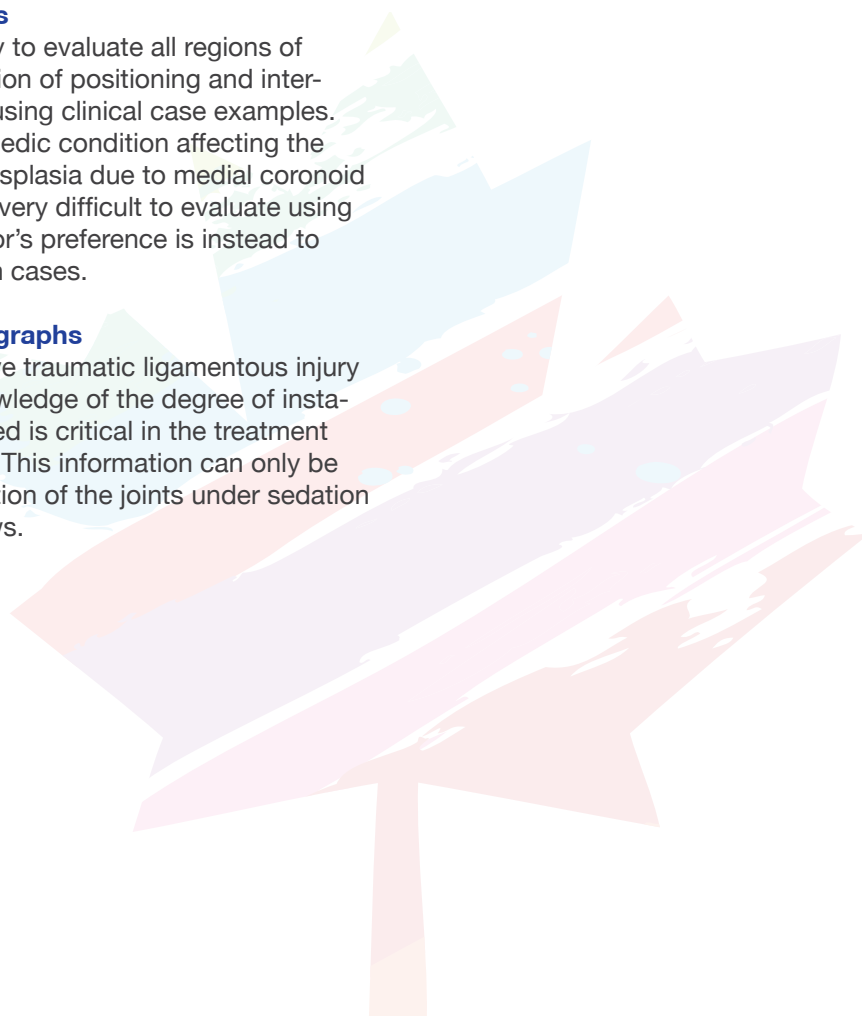 s
y to evaluate all regions of
ion of positioning and inter-
using clinical case examples.
edic condition affecting the
splasia due to medial coronoid
very difficult to evaluate using
or’s preference is instead to
n cases.
graphs
ve traumatic ligamentous injury
wledge of the degree of insta-
ed is critical in the treatment
This information can only be
tion of the joints under sedation
ws.